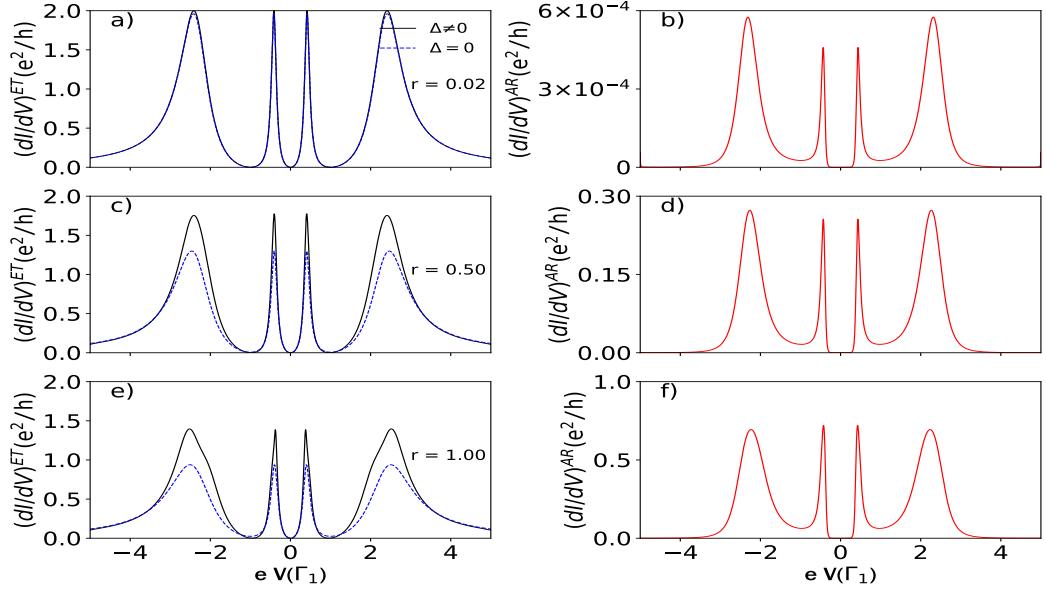 a)
Δ≠0
Δ = 0
r = 0.02
2.0
1.5
1.0
0.5
0.0
(dI/dV)^ET(e²/h)
b)
6×10⁻⁴
3×10⁻⁴
0
(dI/dV)^AR(e²/h)
c)
r = 0.50
2.0
1.5
1.0
0.5
0.0
(dI/dV)^ET(e²/h)
d)
0.30
0.15
0.00
(dI/dV)^AR(e²/h)
e)
r = 1.00
2.0
1.5
1.0
0.5
0.0
(dI/dV)^ET(e²/h)
−4 −2 0 2 4
e V(Γ₁)
f)
1.0
0.5
0.0
(dI/dV)^AR(e²/h)
−4 −2 0 2 4
e V(Γ₁)